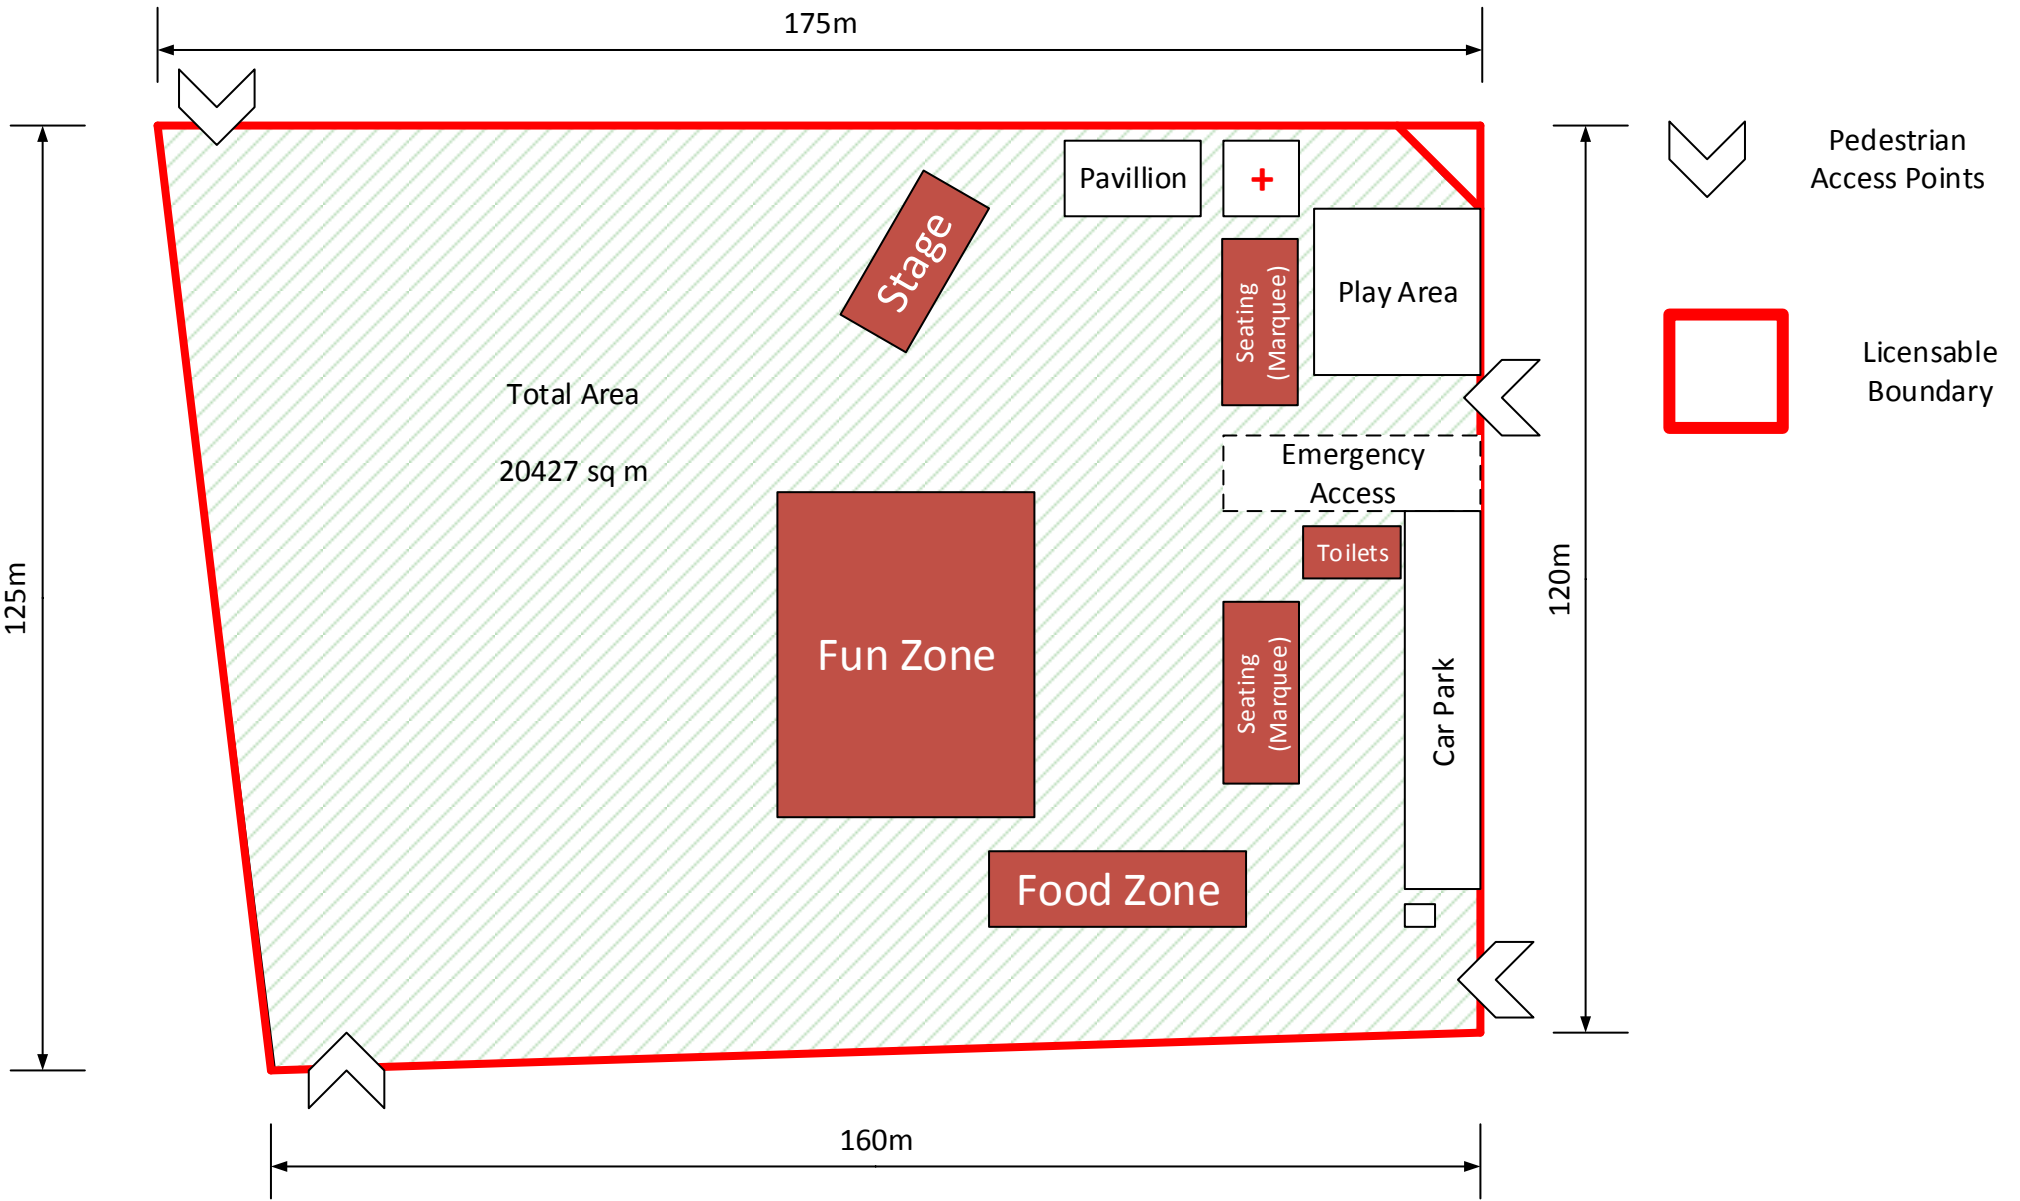 175m
Pedestrian
Access Points
Pavillion
+
Stage
Seating
(Marquee)
Play Area
Licensable
Boundary
Total Area
20427 sq m
Emergency
Access
Toilets
125m
120m
Fun Zone
Seating
(Marquee)
Car Park
Food Zone
160m